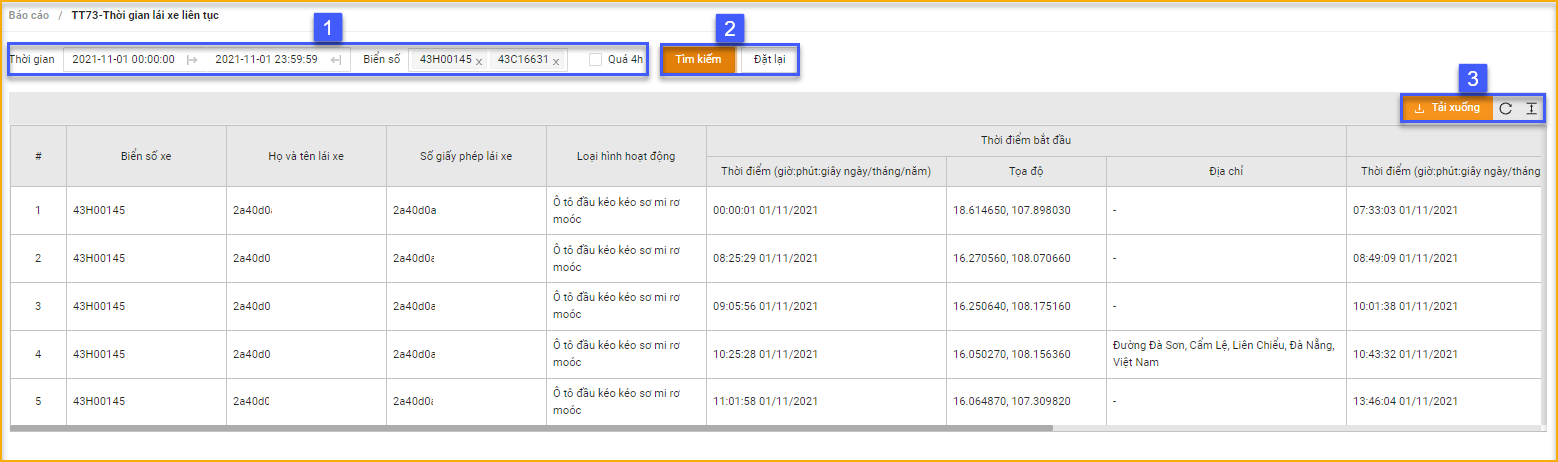 Báo cáo / TT73-Thời gian lái xe liên tục
1
2
Thời gian 2021-11-01 00:00:00 2021-11-01 23:59:59 Biển số 43H00145 x 43C16631 x Quá 4h Tìm kiếm Đặt lại
3
Tải xuống
# Biển số xe Họ và tên lái xe Số giấy phép lái xe Loại hình hoạt động Thời điểm bắt đầu
Thời điểm (giờ:phút:giây ngày/tháng/năm) Tọa độ Địa chỉ Thời điểm (giờ:phút:giây ngày/tháng
1 43H00145 2a40d0a 2a40d0a Ô tô đầu kéo kéo sơ mi rơ moóc 00:00:01 01/11/2021 18.614650, 107.898030 - 07:33:03 01/11/2021
2 43H00145 2a40d0 2a40d0a Ô tô đầu kéo kéo sơ mi rơ moóc 08:25:29 01/11/2021 16.270560, 108.070660 - 08:49:09 01/11/2021
3 43H00145 2a40d0 2a40d0a Ô tô đầu kéo kéo sơ mi rơ moóc 09:05:56 01/11/2021 16.250640, 108.175160 - 10:01:38 01/11/2021
4 43H00145 2a40d0 2a40d0a Ô tô đầu kéo kéo sơ mi rơ moóc 10:25:28 01/11/2021 16.050270, 108.156360 Đường Đà Sơn, Cẩm Lệ, Liên Chiểu, Đà Nẵng, Việt Nam 10:43:32 01/11/2021
5 43H00145 2a40d0 2a40d0a Ô tô đầu kéo kéo sơ mi rơ moóc 11:01:58 01/11/2021 16.064870, 107.309820 - 13:46:04 01/11/2021